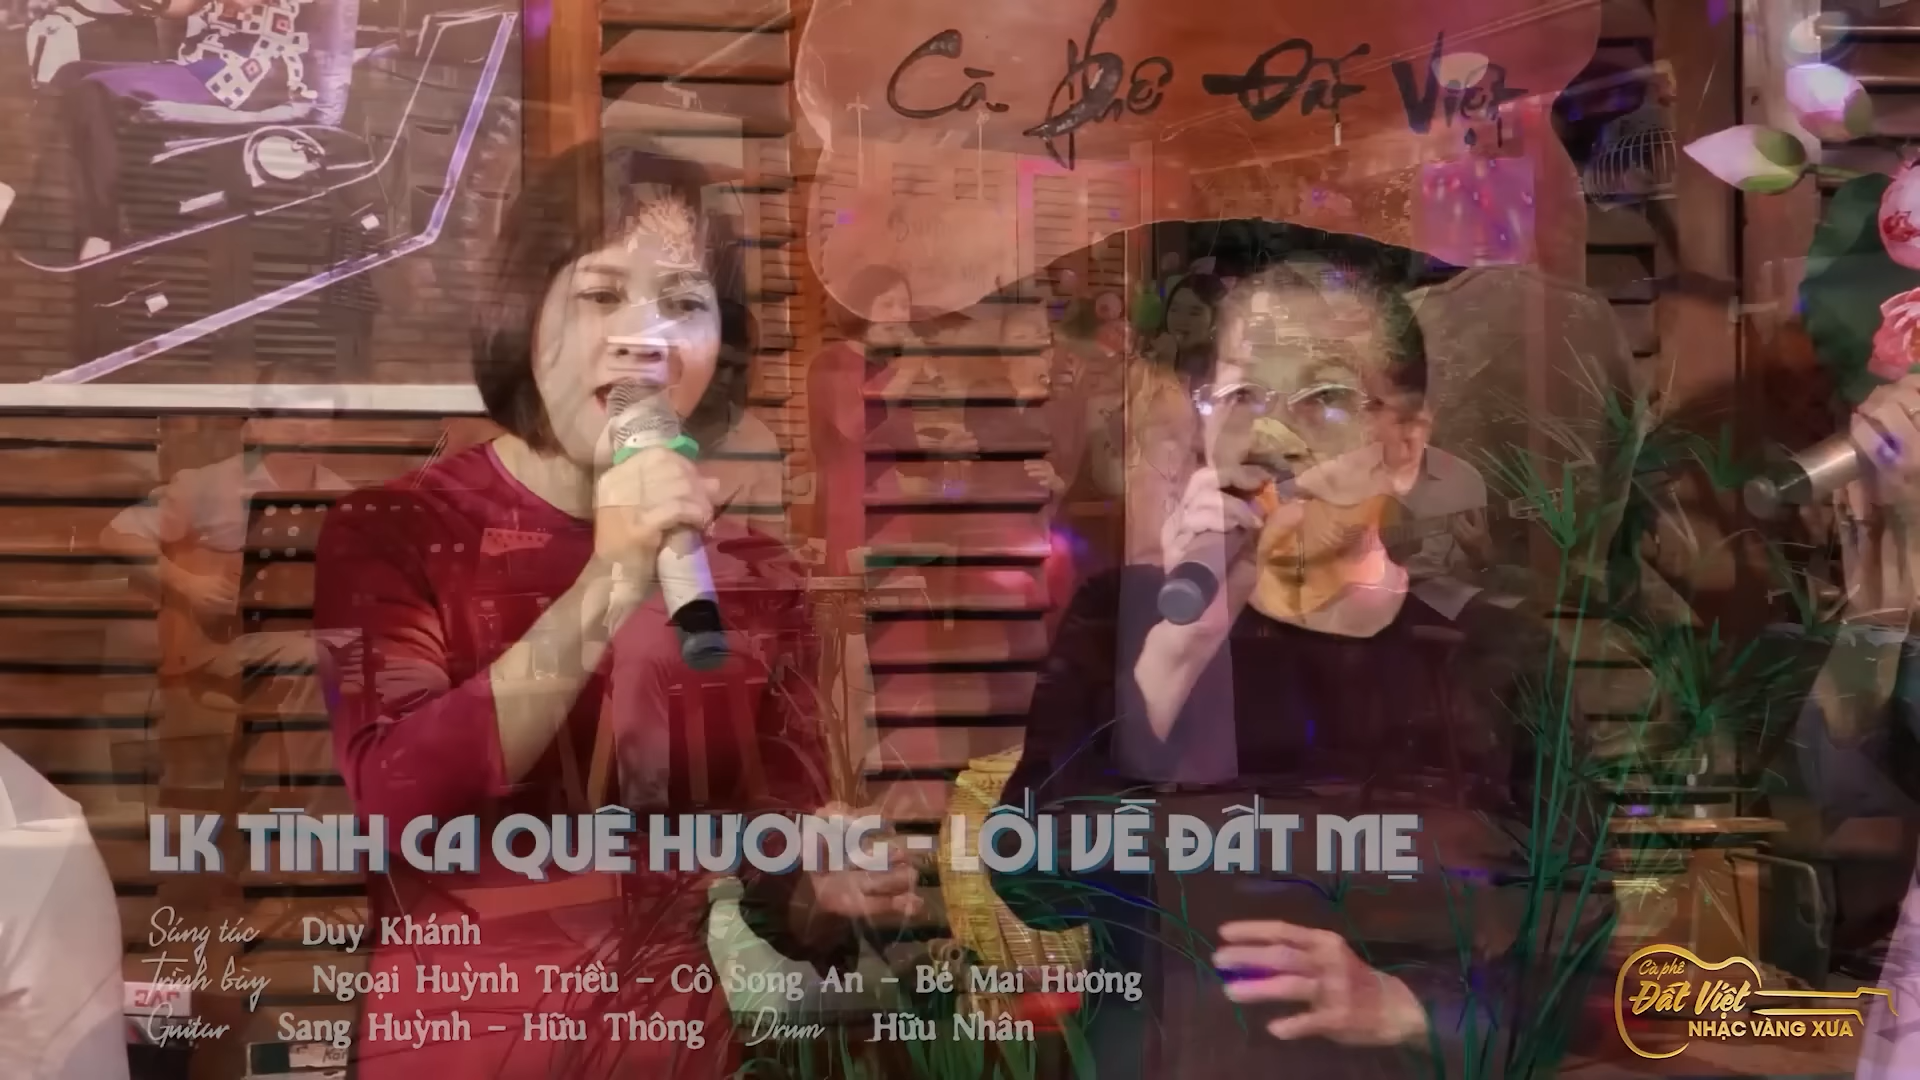 Cà Phê Đất Việt
LK TÌNH CA QUÊ HƯƠNG - LỐI VỀ ĐẤT MẸ
Sáng tác Duy Khánh
Trình bày Ngoại Huỳnh Triều - Cô Song An - Bé Mai Hương
Guitar Sang Huỳnh - Hữu Thông Drum Hữu Nhân
Cà phê
Đất Việt
NHẠC VÀNG XƯA